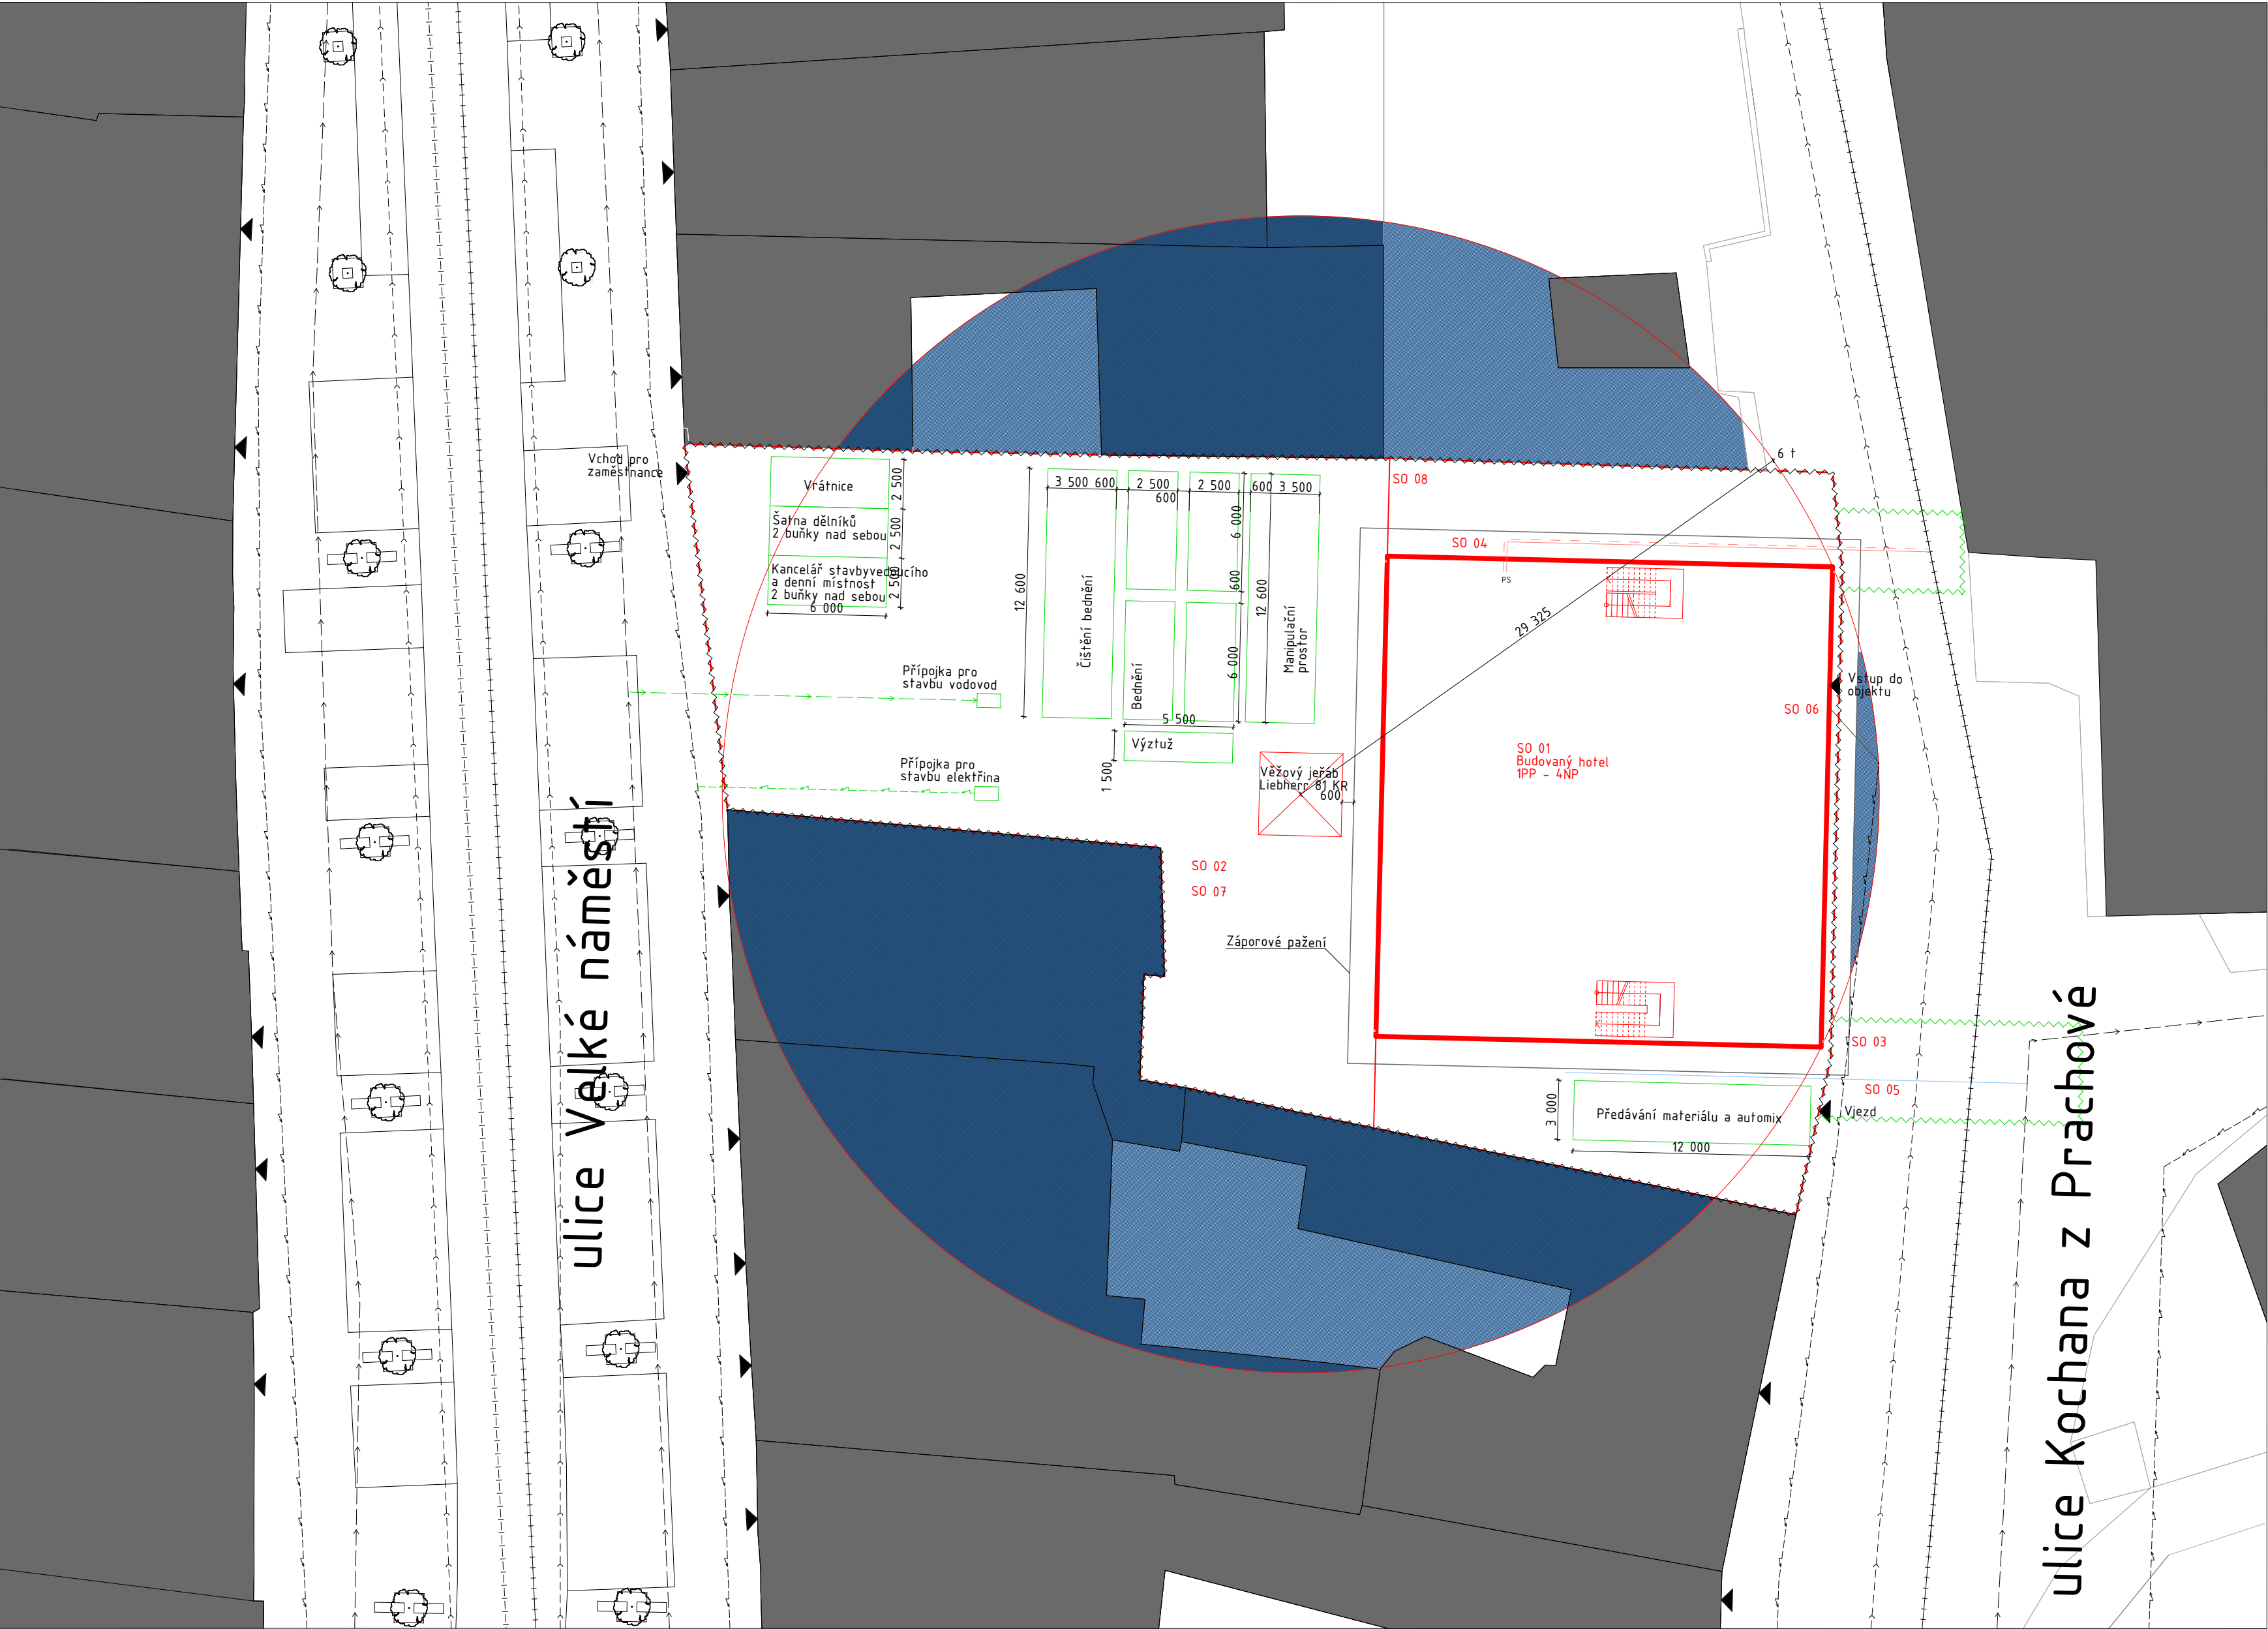 Vchod pro
zaměstnance
Vrátnice
Šatna dělníků
2 buňky nad sebou
Kancelář stavbyvedoucího
a denní místnost
2 buňky nad sebou
6 000
2 500
2 500
2 500
12 600
3 500
600
2 500
600
2 500
600
3 500
6 000
600
6 000
12 600
Čištění bednění
Bednění
Manipulační
prostor
5 500
Výztuž
1 500
Přípojka pro
stavbu vodovod
Přípojka pro
stavbu elektřina
Věžový jeřáb
Liebherr 81 KR
600
SO 08
6 t
SO 04
PS
29 325
Vstup do
objektu
SO 06
SO 01
Budovaný hotel
1PP - 4NP
SO 02
SO 07
Záporové pažení
SO 03
SO 05
Vjezd
3 000
Předávání materiálu a automix
12 000
ulice Velké náměstí
ulice Kochana z Prachové